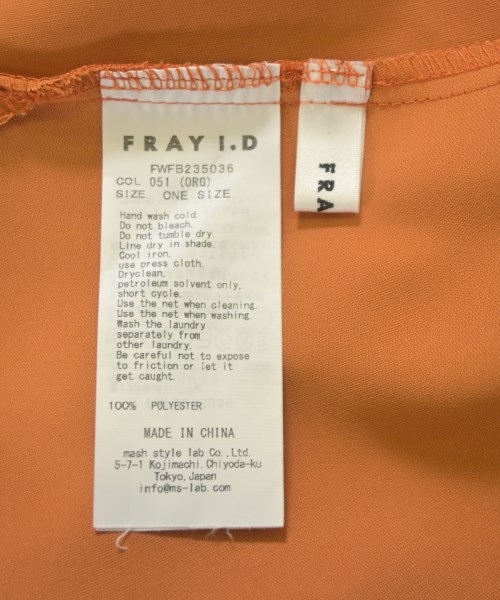 FRAY I.D
FWFB235036
COL 051 (ORG)
SIZE ONE SIZE
Hand wash cold.
Do not bleach.
Do not tumble dry.
Line dry in shade.
Cool iron,
use press cloth.
Dryclean,
petroleum solvent only,
short cycle.
Use the net when cleaning.
Use the net when washing.
Wash the laundry
separately from
other laundry.
Be careful not to expose
to friction or let it
get caught.
100% POLYESTER
MADE IN CHINA
mash style lab Co.,Ltd.
5-7-1 Kojimachi.Chiyoda-ku
Tokyo,Japan
info@ms-lab.com
FRA